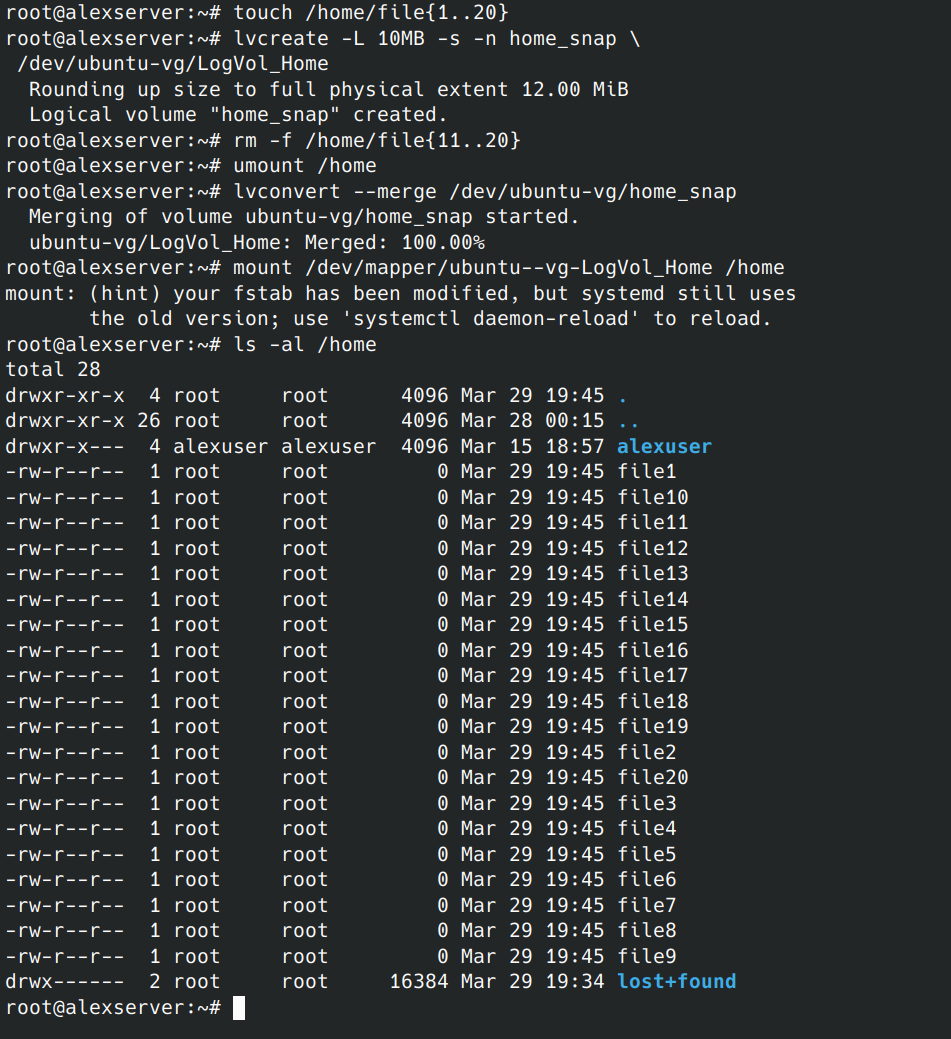 root@alexserver:~# touch /home/file{1..20}
root@alexserver:~# lvcreate -L 10MB -s -n home_snap \
 /dev/ubuntu-vg/LogVol_Home
  Rounding up size to full physical extent 12.00 MiB
  Logical volume "home_snap" created.
root@alexserver:~# rm -f /home/file{11..20}
root@alexserver:~# umount /home
root@alexserver:~# lvconvert --merge /dev/ubuntu-vg/home_snap
  Merging of volume ubuntu-vg/home_snap started.
  ubuntu-vg/LogVol_Home: Merged: 100.00%
root@alexserver:~# mount /dev/mapper/ubuntu--vg-LogVol_Home /home
mount: (hint) your fstab has been modified, but systemd still uses
       the old version; use 'systemctl daemon-reload' to reload.
root@alexserver:~# ls -al /home
total 28
drwxr-xr-x  4 root     root      4096 Mar 29 19:45 .
drwxr-xr-x 26 root     root      4096 Mar 28 00:15 ..
drwxr-x---  4 alexuser alexuser  4096 Mar 15 18:57 alexuser
-rw-r--r--  1 root     root         0 Mar 29 19:45 file1
-rw-r--r--  1 root     root         0 Mar 29 19:45 file10
-rw-r--r--  1 root     root         0 Mar 29 19:45 file11
-rw-r--r--  1 root     root         0 Mar 29 19:45 file12
-rw-r--r--  1 root     root         0 Mar 29 19:45 file13
-rw-r--r--  1 root     root         0 Mar 29 19:45 file14
-rw-r--r--  1 root     root         0 Mar 29 19:45 file15
-rw-r--r--  1 root     root         0 Mar 29 19:45 file16
-rw-r--r--  1 root     root         0 Mar 29 19:45 file17
-rw-r--r--  1 root     root         0 Mar 29 19:45 file18
-rw-r--r--  1 root     root         0 Mar 29 19:45 file19
-rw-r--r--  1 root     root         0 Mar 29 19:45 file2
-rw-r--r--  1 root     root         0 Mar 29 19:45 file20
-rw-r--r--  1 root     root         0 Mar 29 19:45 file3
-rw-r--r--  1 root     root         0 Mar 29 19:45 file4
-rw-r--r--  1 root     root         0 Mar 29 19:45 file5
-rw-r--r--  1 root     root         0 Mar 29 19:45 file6
-rw-r--r--  1 root     root         0 Mar 29 19:45 file7
-rw-r--r--  1 root     root         0 Mar 29 19:45 file8
-rw-r--r--  1 root     root         0 Mar 29 19:45 file9
drwx------  2 root     root     16384 Mar 29 19:34 lost+found
root@alexserver:~#